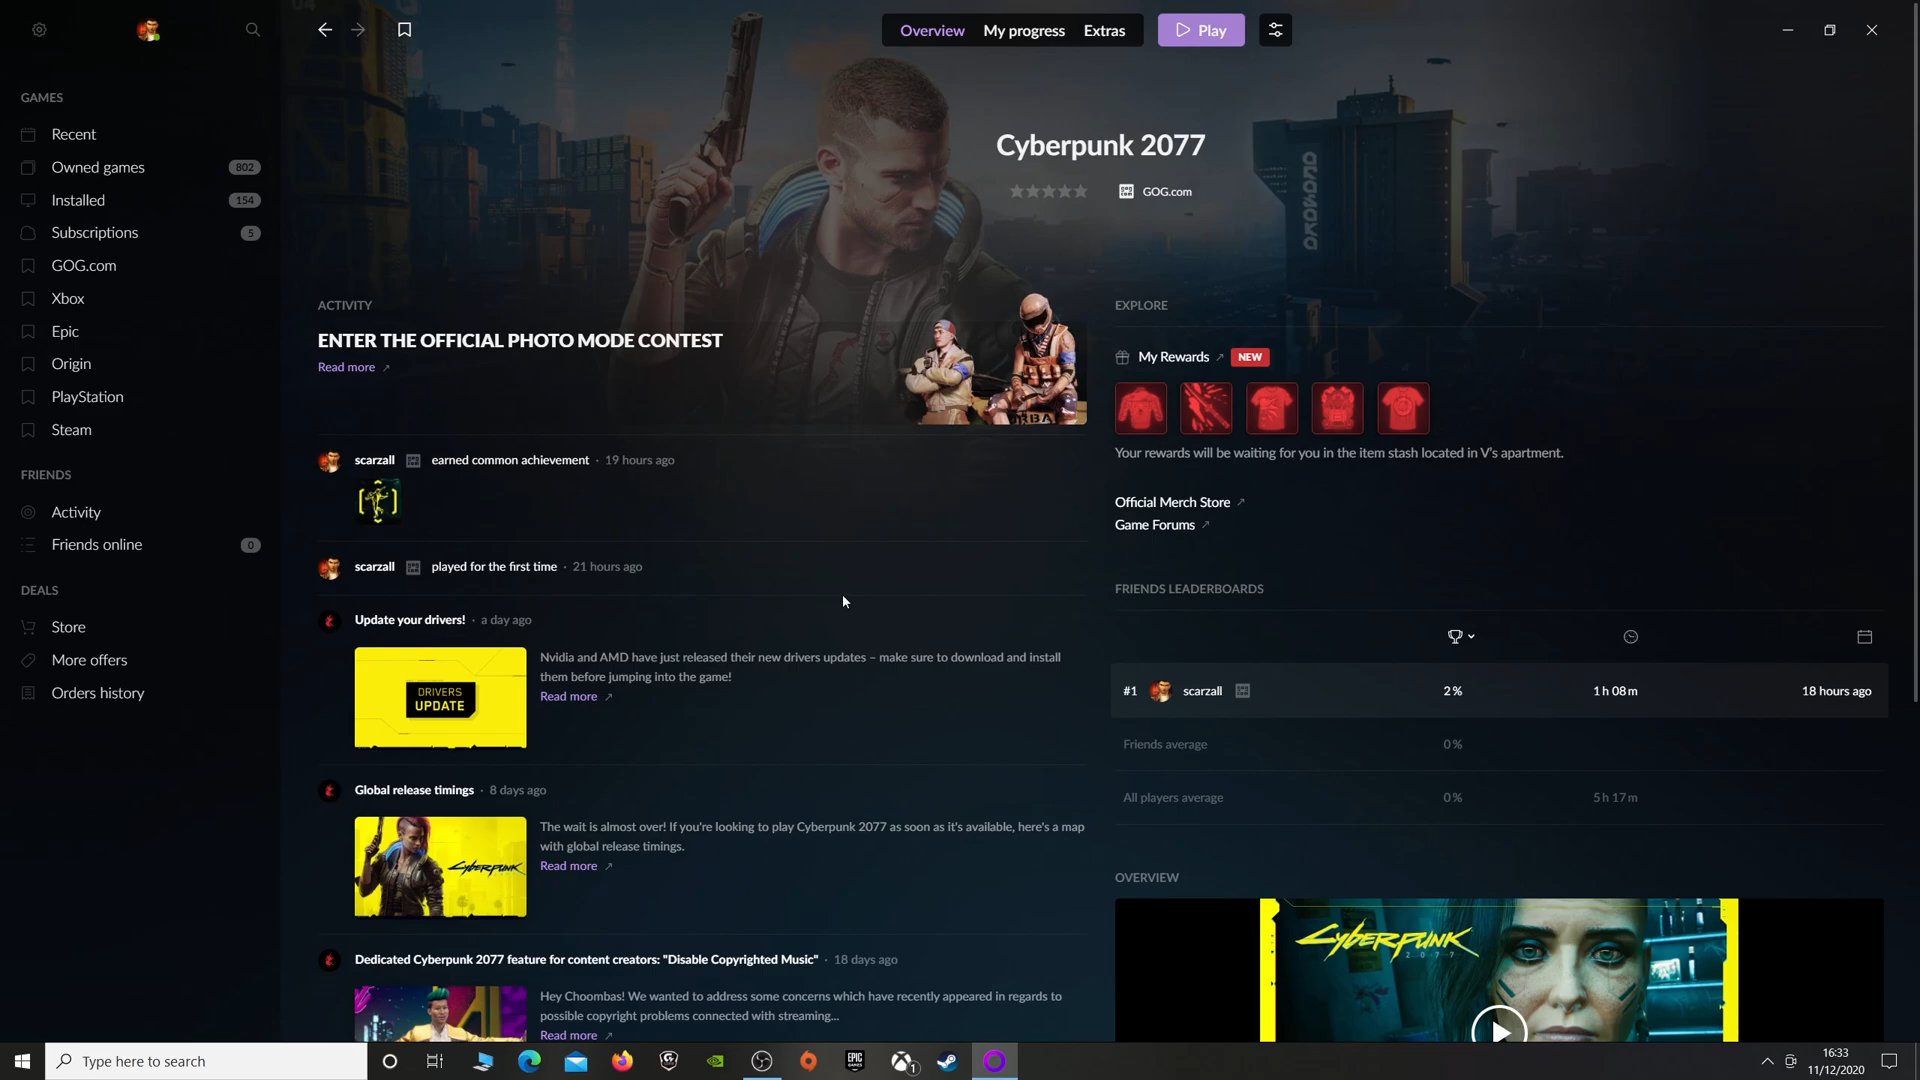 Overview
My progress
Extras
Play
GAMES
Recent
Owned games 802
Installed 154
Subscriptions 5
GOG.com
Xbox
Epic
Origin
PlayStation
Steam
FRIENDS
Activity
Friends online 0
DEALS
Store
More offers
Orders history
Cyberpunk 2077
GOG.com
ACTIVITY
ENTER THE OFFICIAL PHOTO MODE CONTEST
Read more
scarzall earned common achievement · 19 hours ago
scarzall played for the first time · 21 hours ago
Update your drivers! · a day ago
DRIVERS
UPDATE
Nvidia and AMD have just released their new drivers updates – make sure to download and install
them before jumping into the game!
Read more
Global release timings · 8 days ago
CYBERPUNK
The wait is almost over! If you're looking to play Cyberpunk 2077 as soon as it's available, here's a map
with global release timings.
Read more
Dedicated Cyberpunk 2077 feature for content creators: "Disable Copyrighted Music" · 18 days ago
Hey Choombas! We wanted to address some concerns which have recently appeared in regards to
possible copyright problems connected with streaming...
Read more
EXPLORE
My Rewards NEW
Your rewards will be waiting for you in the item stash located in V's apartment.
Official Merch Store
Game Forums
FRIENDS LEADERBOARDS
#1 scarzall 2% 1 h 08 m 18 hours ago
Friends average 0%
All players average 0% 5 h 17 m
OVERVIEW
CYBERPUNK
2077
Type here to search
EPIC
GAMES
1
16:33
11/12/2020